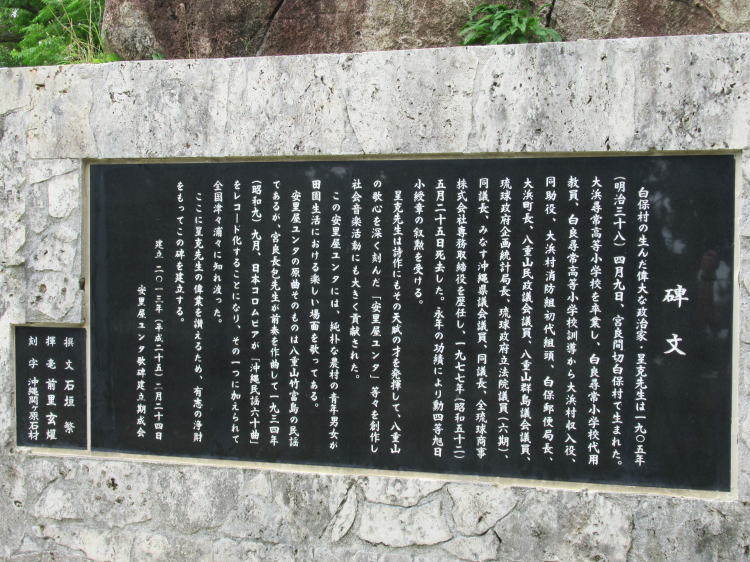 碑文
白保村の生んだ偉大な政治家・星克先生は一九〇五年
(明治三十八)四月九日、宮良間切白保村で生まれた。
大浜尋常高等小学校を卒業し、白良尋常小学校代用
教員、白良尋常高等小学校訓導から大浜村収入役、
同助役、大浜村消防組初代組頭、白保郵便局長、
大浜町長、八重山民政議会議員、八重山群島議会議員、
琉球政府企画統計局長、琉球政府立法院議員(六期)、
同議長、みなす沖縄県議会議員、同議長、全琉球商事
株式会社専務取締役を歴任し、一九七七年(昭和五十二)
五月二十五日死去した。永年の功績により勲四等旭日
小綬章の叙勲を受ける。
星克先生は詩作にもその天賦の才を発揮して、八重山
の歌心を深く刻んだ「安里屋ユンタ」等々を創作し
社会音楽活動にも大きく貢献された。
この安里屋ユンタには、純朴な農村の青年男女が
田園生活における楽しい場面を歌ってある。
安里屋ユンタの原曲そのものは八重山竹富島の民謡
であるが、宮良長包先生が前奏を作曲して一九三四年
(昭和九)九月、日本コロムビアが「沖縄民謡六十曲」
をレコード化することになり、その一つに加えられて
全国津々浦々に知れ渡った。
ここに星克先生の偉業を讃えるため、有志の浄財
をもってこの碑を建立する。
建立 二〇一三年(平成二十五)二月二十四日
安里屋ユンタ歌碑建立期成会
撰文 石垣 繁
揮毫 前里玄燿
刻字 沖縄関ヶ原石材